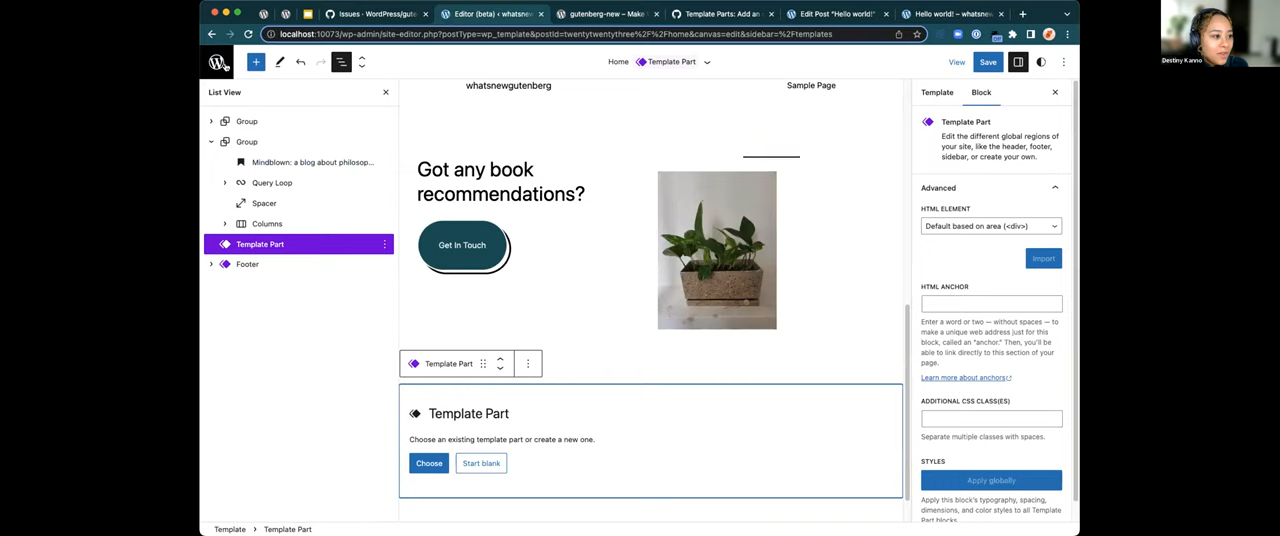 Issues · WordPress/gute
Editor (beta) ‹ whatsnew
gutenberg-new – Make
Template Parts: Add an
Edit Post "Hello world!"
Hello world! – whatsnew
localhost:10073/wp-admin/site-editor.php?postType=wp_template&postId=twentytwentythree%2F%2Fhome&canvas=edit&sidebar=%2Ftemplates
Off
Destiny Kanno
Home
Template Part
View
Save
List View
Group
Group
Mindblown: a blog about philosop...
Query Loop
Spacer
Columns
Template Part
Footer
whatsnewgutenberg
Sample Page
Got any book
recommendations?
Get In Touch
Template Part
Template Part
Choose an existing template part or create a new one.
Choose
Start blank
Template
Block
Template Part
Edit the different global regions of
your site, like the header, footer,
sidebar, or create your own.
Advanced
HTML ELEMENT
Default based on area (<div>)
Import
HTML ANCHOR
Enter a word or two — without spaces — to
make a unique web address just for this
block, called an "anchor." Then, you'll be
able to link directly to this section of your
page.
Learn more about anchors
ADDITIONAL CSS CLASS(ES)
Separate multiple classes with spaces.
STYLES
Apply globally
Apply this block's typography, spacing,
dimensions, and color styles to all Template
Part blocks.
Template > Template Part